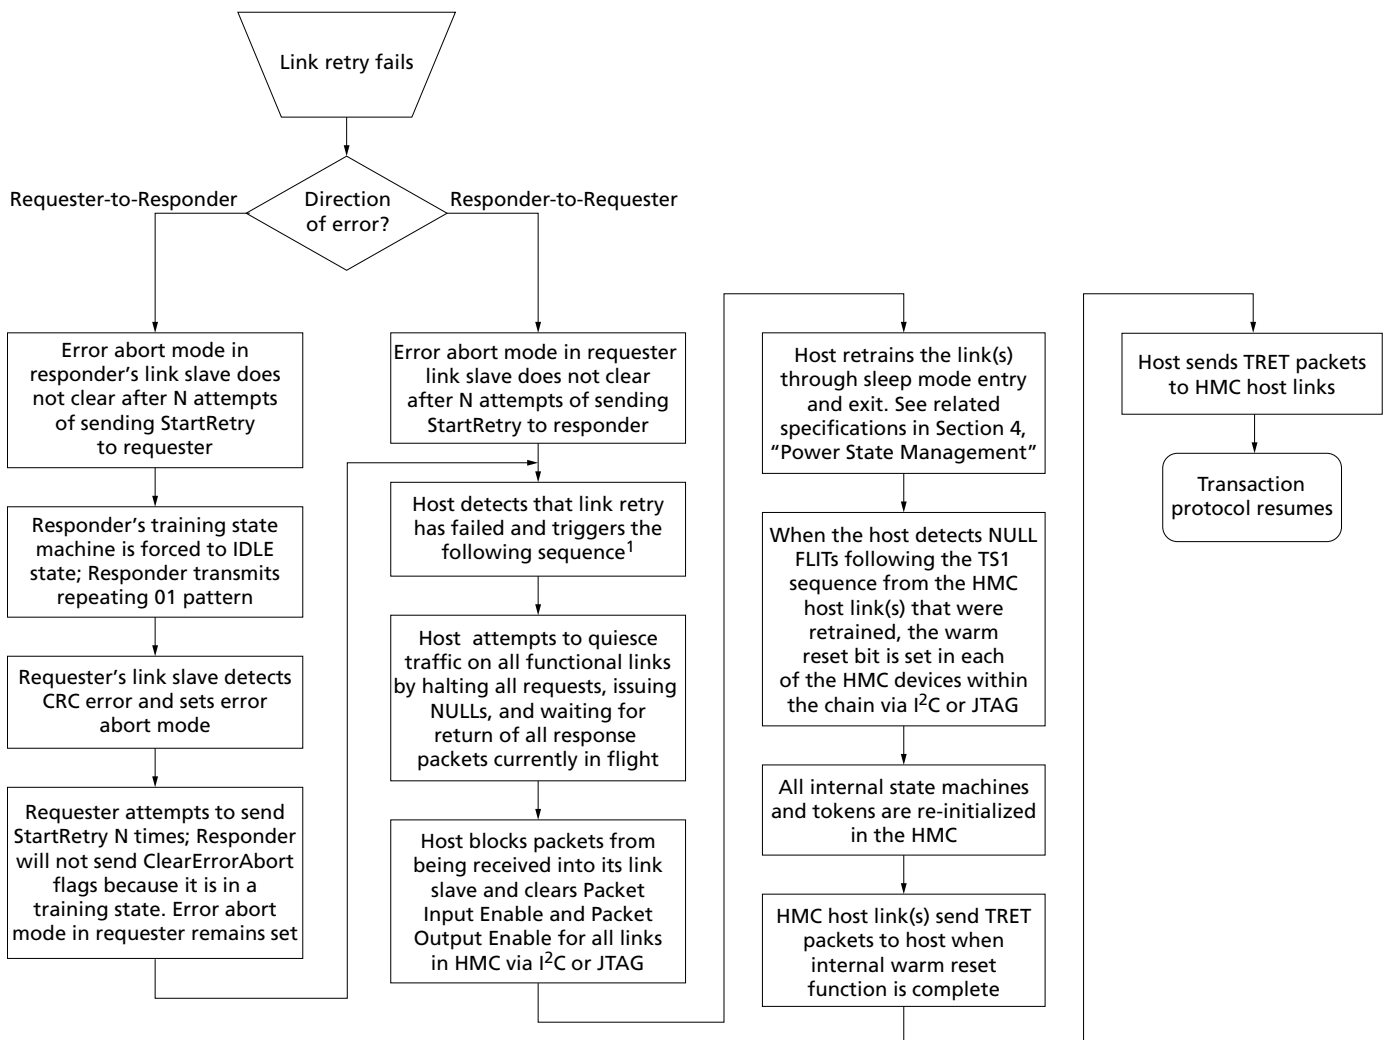 Link retry fails
Direction
of error?
Requester-to-Responder
Responder-to-Requester
Error abort mode in
responder's link slave does
not clear after N attempts
of sending StartRetry
to requester
Responder's training state
machine is forced to IDLE
state; Responder transmits
repeating 01 pattern
Requester's link slave detects
CRC error and sets error
abort mode
Requester attempts to send
StartRetry N times; Responder
will not send ClearErrorAbort
flags because it is in a
training state. Error abort
mode in requester remains set
Error abort mode in requester
link slave does not clear
after N attempts of sending
StartRetry to responder
Host detects that link retry
has failed and triggers the
following sequence1
Host attempts to quiesce
traffic on all functional links
by halting all requests, issuing
NULLs, and waiting for
return of all response
packets currently in flight
Host blocks packets from
being received into its link
slave and clears Packet
Input Enable and Packet
Output Enable for all links
in HMC via I2C or JTAG
Host retrains the link(s)
through sleep mode entry
and exit. See related
specifications in Section 4,
“Power State Management”
When the host detects NULL
FLITs following the TS1
sequence from the HMC
host link(s) that were
retrained, the warm
reset bit is set in each
of the HMC devices within
the chain via I2C or JTAG
All internal state machines
and tokens are re-initialized
in the HMC
HMC host link(s) send TRET
packets to host when
internal warm reset
function is complete
Host sends TRET packets
to HMC host links
Transaction
protocol resumes